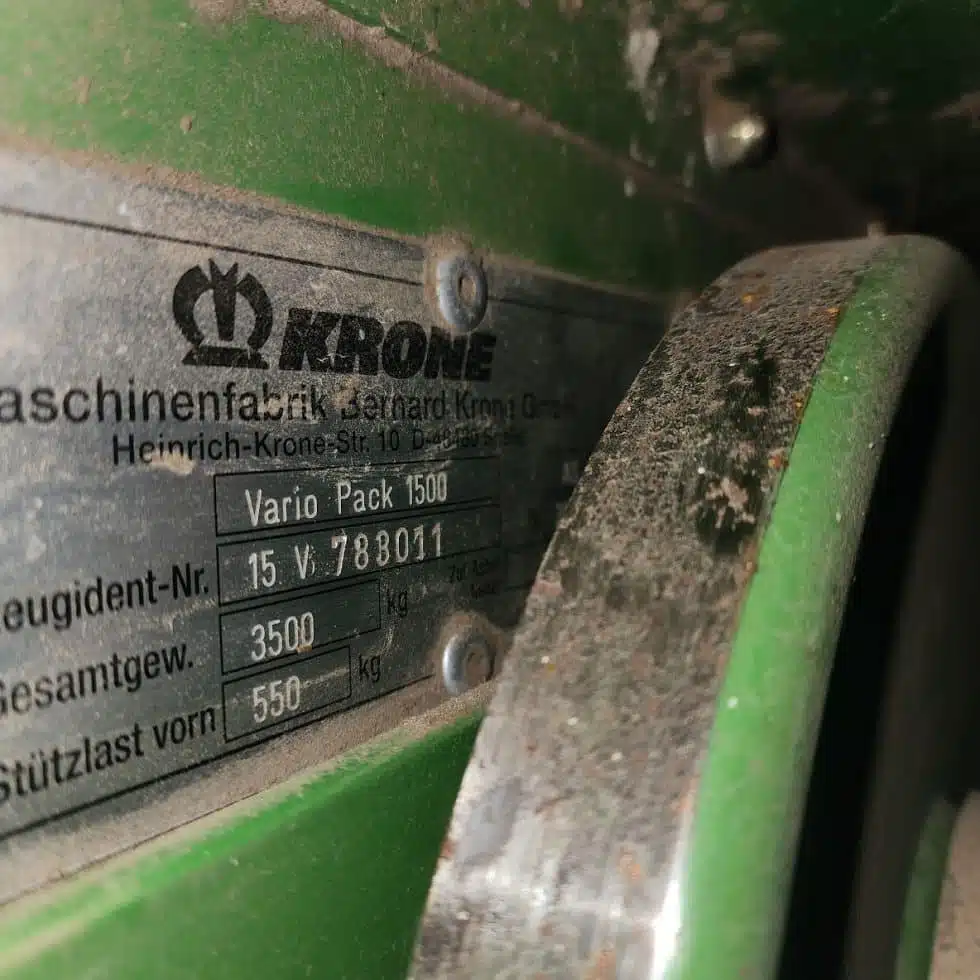 KRONE
aschinenfabrik Bernard Krone
Heinrich-Krone-Str. 10 D-48480
Vario Pack 1500
eugident-Nr. 15 V 788011
Gesamtgew. 3500 kg
Stützlast vorn 550 kg